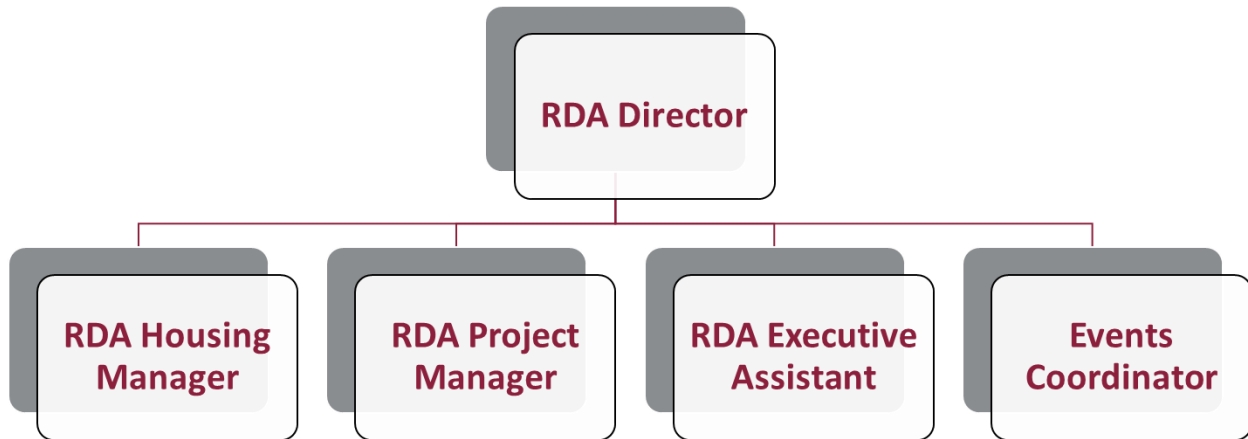 RDA Director
RDA Housing
Manager
RDA Project
Manager
RDA Executive
Assistant
Events
Coordinator